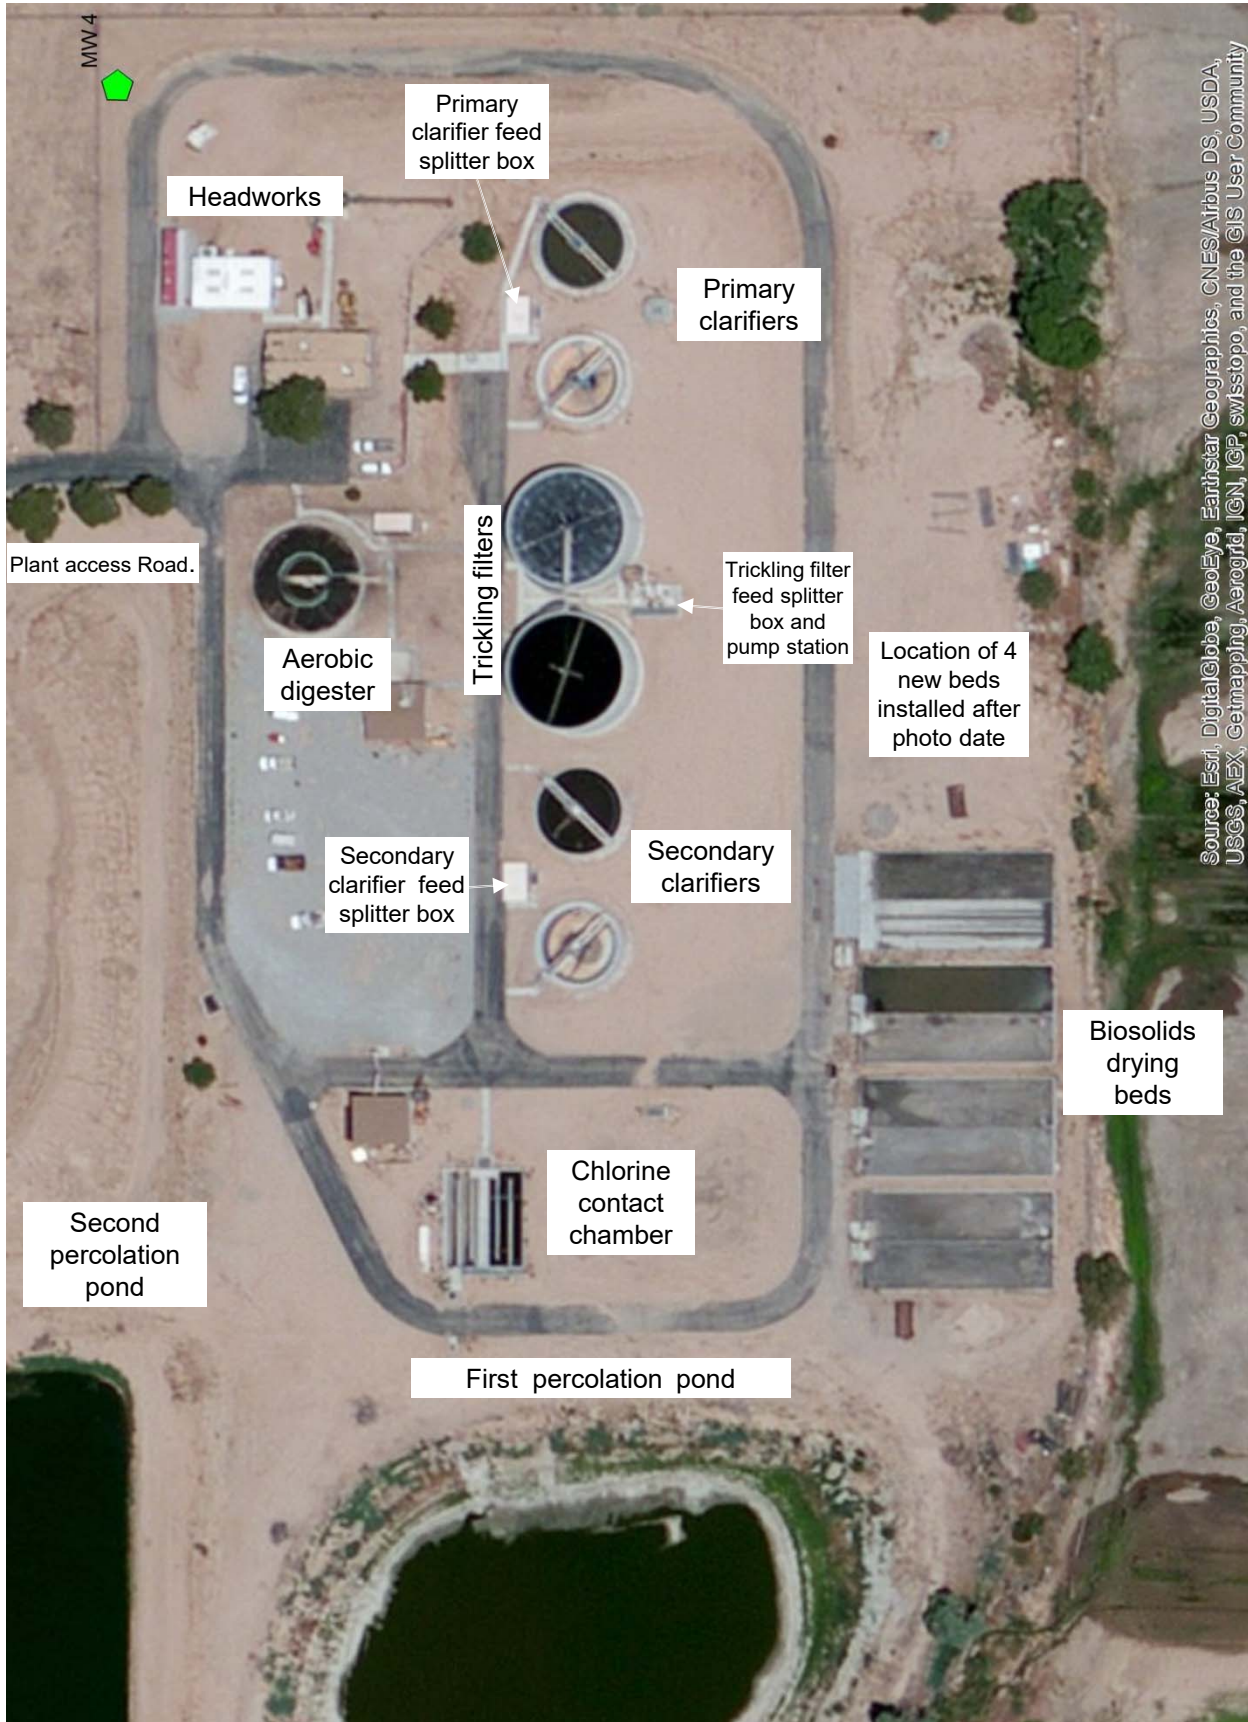 MW 4
Primary
clarifier feed
splitter box
Headworks
Primary
clarifiers
Plant access Road.
Trickling filters
Trickling filter
feed splitter
box and
pump station
Aerobic
digester
Location of 4
new beds
installed after
photo date
Secondary
clarifier feed
splitter box
Secondary
clarifiers
Biosolids
drying
beds
Chlorine
contact
chamber
Second
percolation
pond
First percolation pond
Source: Esri, DigitalGlobe, GeoEye, Earthstar Geographics, CNES/Airbus DS, USDA,
USGS, AEX, Getmapping, Aerogrid, IGN, IGP, swisstopo, and the GIS User Community